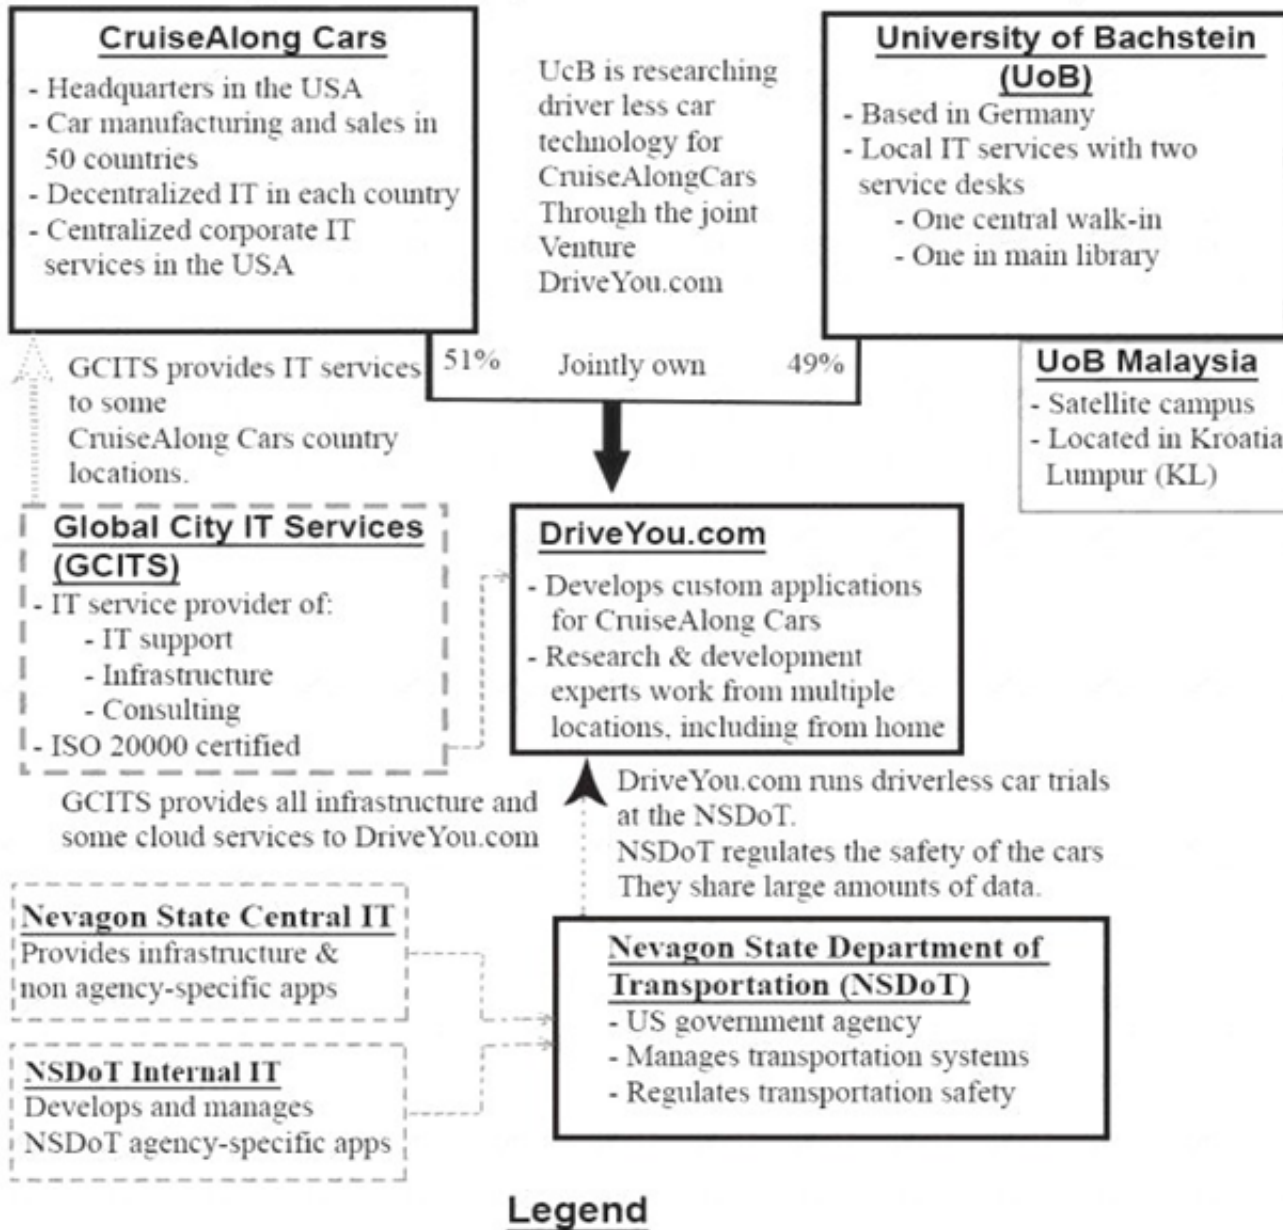 CruiseAlong Cars
- Headquarters in the USA
- Car manufacturing and sales in
50 countries
- Decentralized IT in each country
- Centralized corporate IT
services in the USA
UcB is researching
driver less car
technology for
CruiseAlongCars
Through the joint
Venture
DriveYou.com
University of Bachstein
(UoB)
- Based in Germany
- Local IT services with two
service desks
- One central walk-in
- One in main library
51% Jointly own 49%
GCITS provides IT services
to some
CruiseAlong Cars country
locations.
UoB Malaysia
- Satellite campus
- Located in Kroatia
Lumpur (KL)
Global City IT Services
(GCITS)
- IT service provider of:
- IT support
- Infrastructure
- Consulting
- ISO 20000 certified
DriveYou.com
- Develops custom applications
for CruiseAlong Cars
- Research & development
experts work from multiple
locations, including from home
GCITS provides all infrastructure and
some cloud services to DriveYou.com
DriveYou.com runs driverless car trials
at the NSDoT.
NSDoT regulates the safety of the cars
They share large amounts of data.
Nevagon State Central IT
Provides infrastructure &
non agency-specific apps
NSDoT Internal IT
Develops and manages
NSDoT agency-specific apps
Nevagon State Department of
Transportation (NSDoT)
- US government agency
- Manages transportation systems
- Regulates transportation safety
Legend